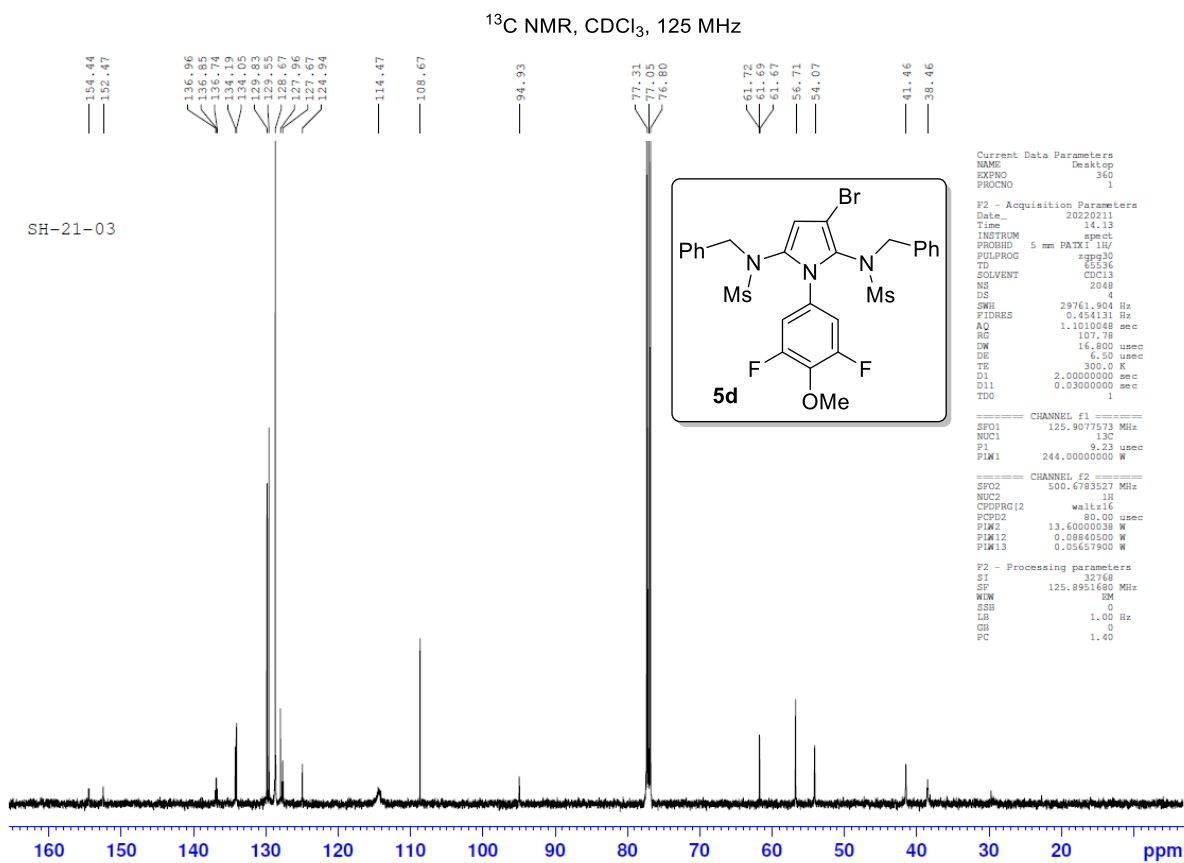 13C NMR, CDCl3, 125 MHz
154.44
152.47
136.96
136.85
136.74
134.19
134.05
129.83
129.55
128.67
127.96
127.67
124.94
114.47
108.67
94.93
77.31
77.05
76.80
61.72
61.69
61.67
56.71
54.07
41.46
38.46
SH-21-03
Br
Ph
Ph
N
N
N
Ms
Ms
F
F
5d
OMe
Current Data Parameters
NAME Desktop
EXPNO 360
PROCNO 1
F2 - Acquisition Parameters
Date_ 20220211
Time 14.13
INSTRUM spect
PROBHD 5 mm PATXI 1H/
PULPROG zgpg30
TD 65536
SOLVENT CDCl3
NS 2048
DS 4
SWH 29761.904 Hz
FIDRES 0.454131 Hz
AQ 1.1010048 sec
RG 107.78
DW 16.800 usec
DE 6.50 usec
TE 300.0 K
D1 2.00000000 sec
D11 0.03000000 sec
TD0 1
======== CHANNEL f1 ========
SFO1 125.9077573 MHz
NUC1 13C
P1 9.23 usec
PLW1 244.00000000 W
======== CHANNEL f2 ========
SFO2 500.6783527 MHz
NUC2 1H
CPDPRG[2 waltz16
PCPD2 80.00 usec
PLW2 13.60000038 W
PLW12 0.08840500 W
PLW13 0.05657900 W
F2 - Processing parameters
SI 32768
SF 125.8951680 MHz
WDW EM
SSB 0
LB 1.00 Hz
GB 0
PC 1.40
160 150 140 130 120 110 100 90 80 70 60 50 40 30 20 ppm